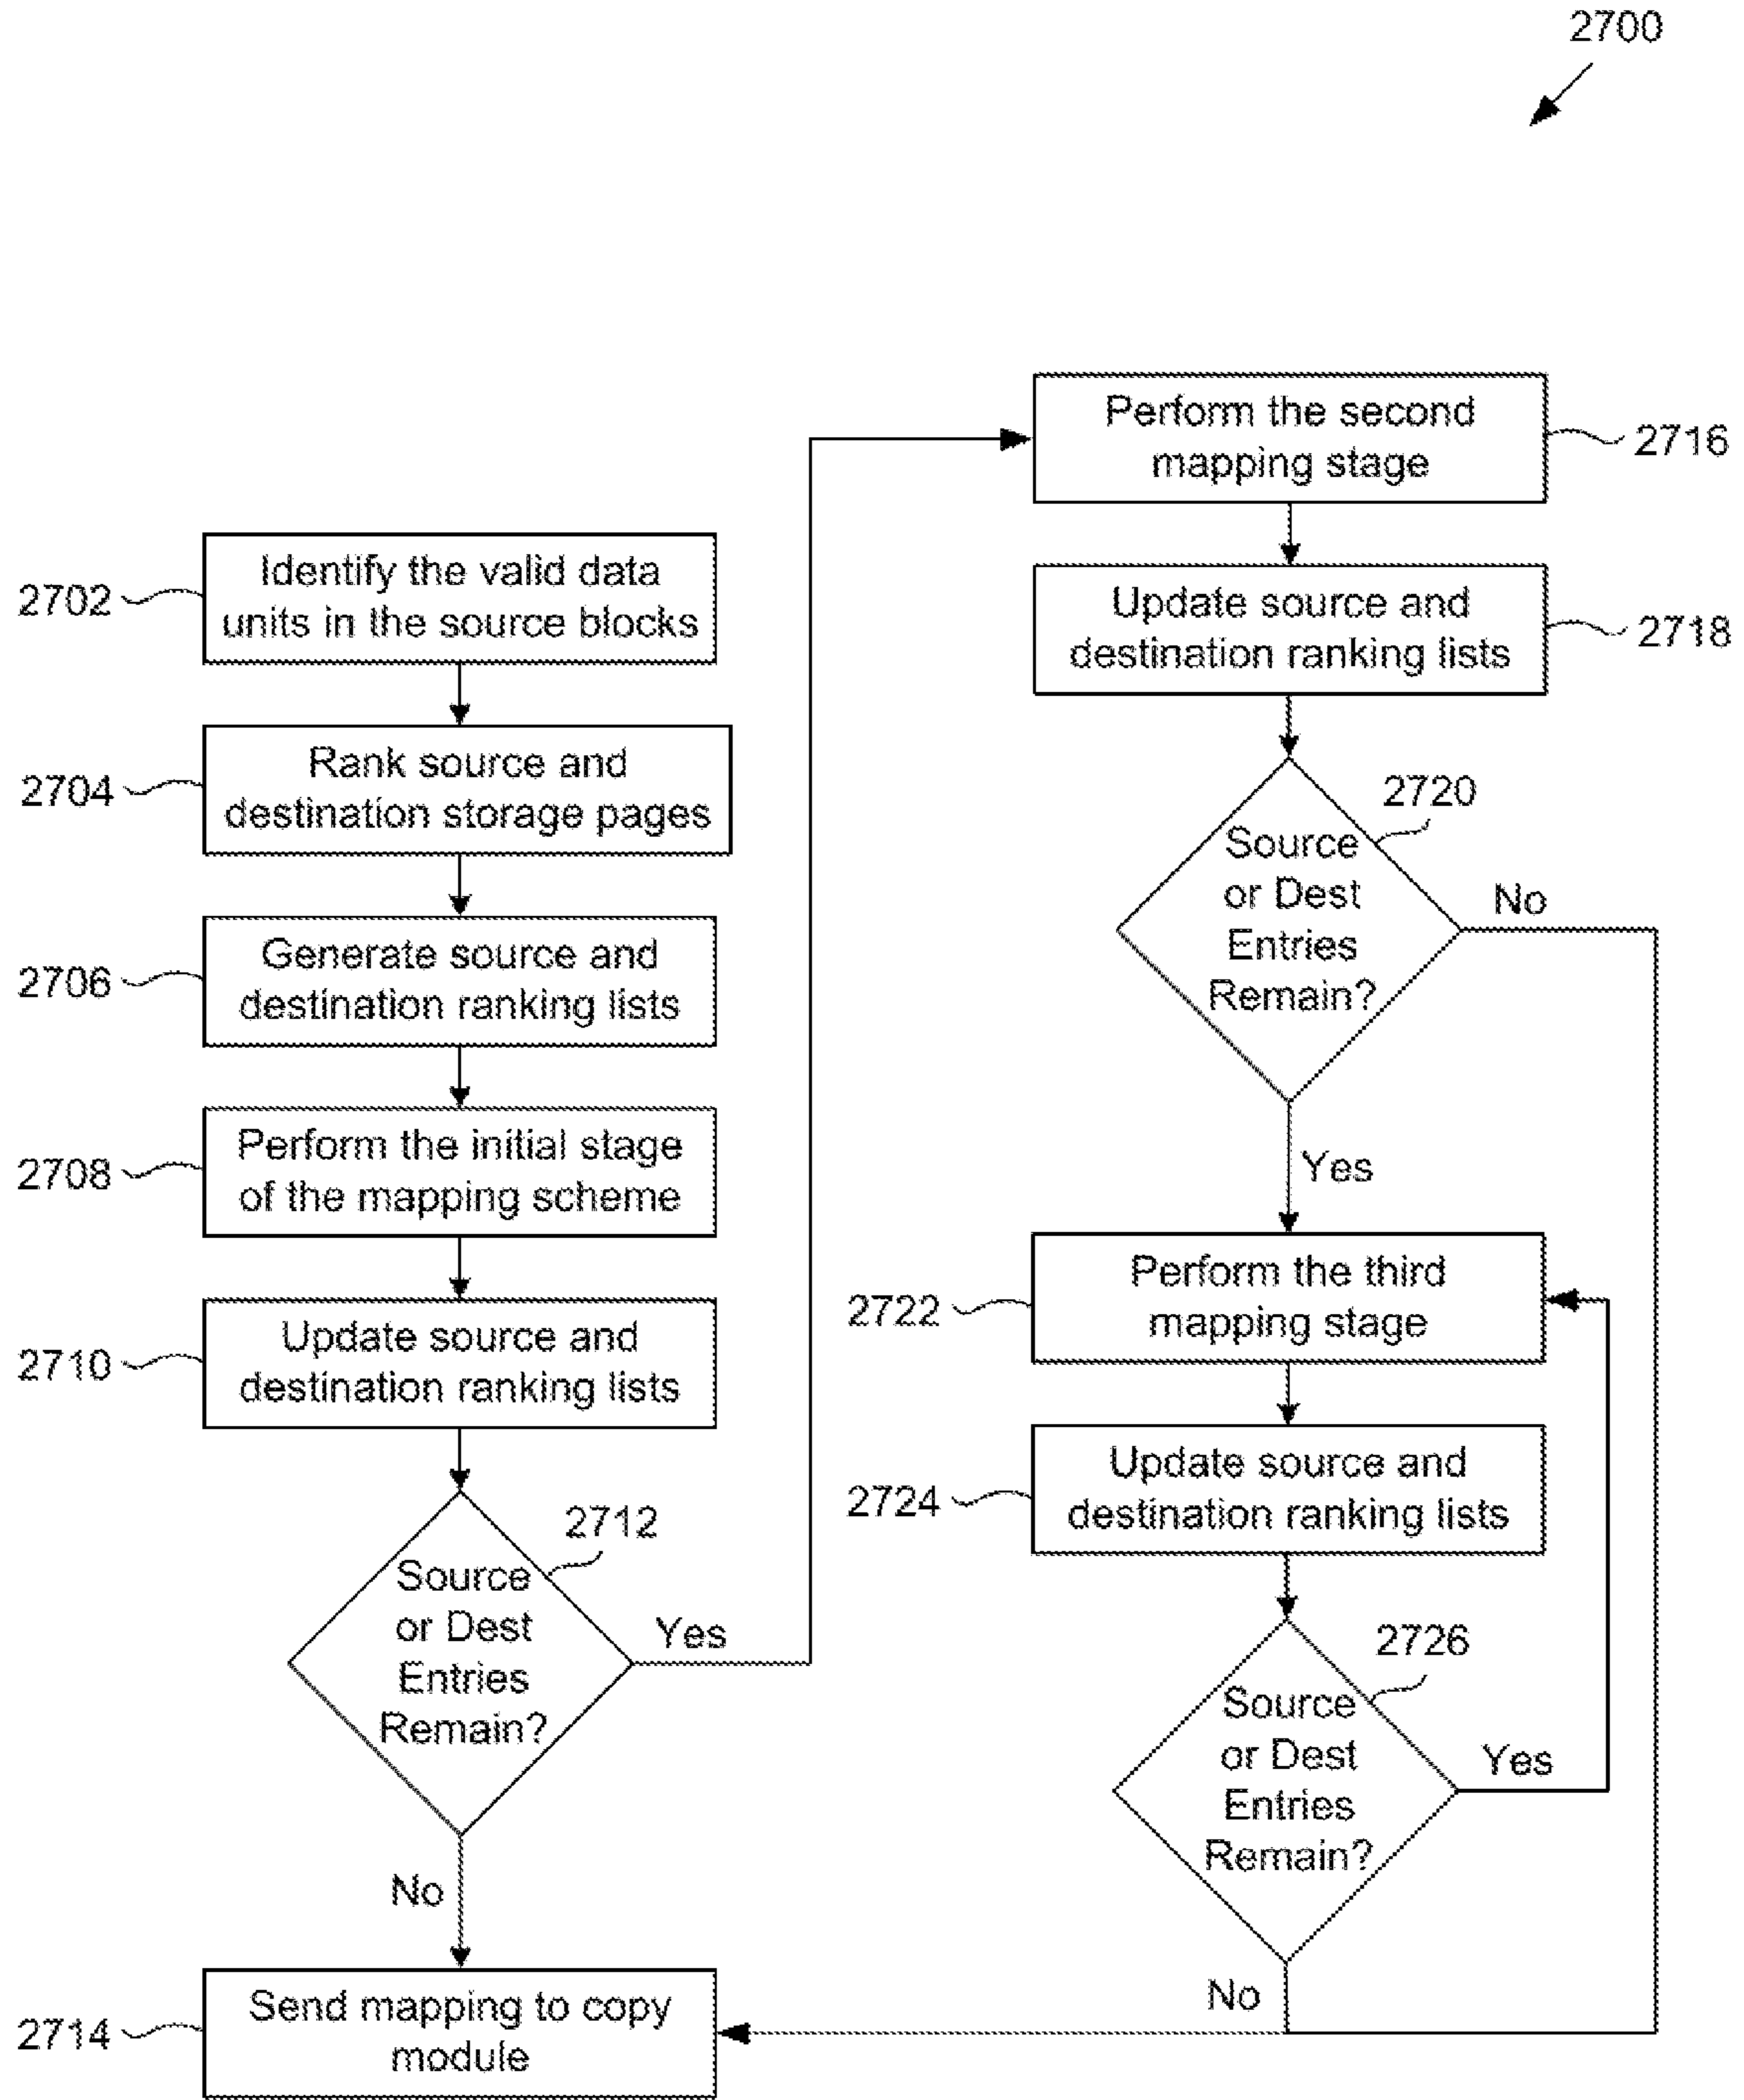 2700
2702
Identify the valid data
units in the source blocks
2704
Rank source and
destination storage pages
2706
Generate source and
destination ranking lists
2708
Perform the initial stage
of the mapping scheme
2710
Update source and
destination ranking lists
2712
Source
or Dest
Entries
Remain?
Yes
No
2714
Send mapping to copy
module
Perform the second
mapping stage
2716
Update source and
destination ranking lists
2718
2720
Source
or Dest
Entries
Remain?
No
Yes
2722
Perform the third
mapping stage
2724
Update source and
destination ranking lists
2726
Source
or Dest
Entries
Remain?
Yes
No